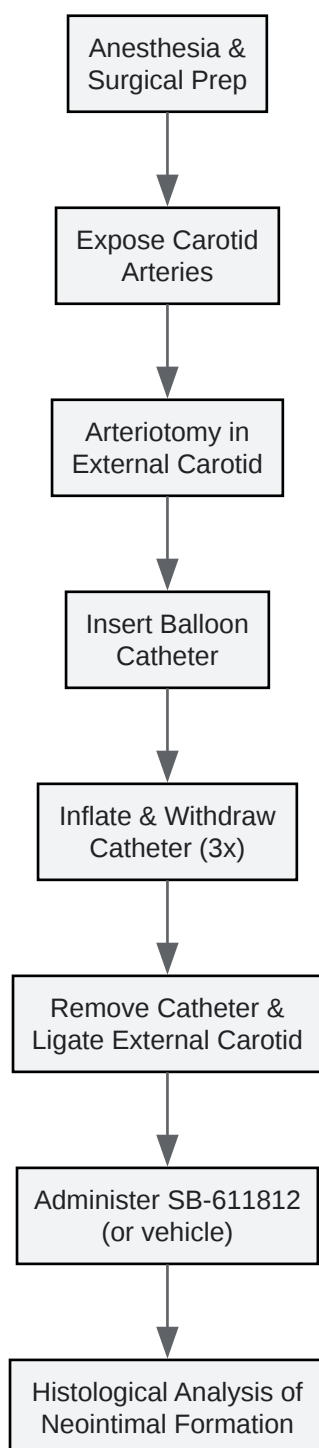 Anesthesia &
Surgical Prep
Expose Carotid
Arteries
Arteriotomy in
External Carotid
Insert Balloon
Catheter
Inflate & Withdraw
Catheter (3x)
Remove Catheter &
Ligate External Carotid
Administer SB-611812
(or vehicle)
Histological Analysis of
Neointimal Formation